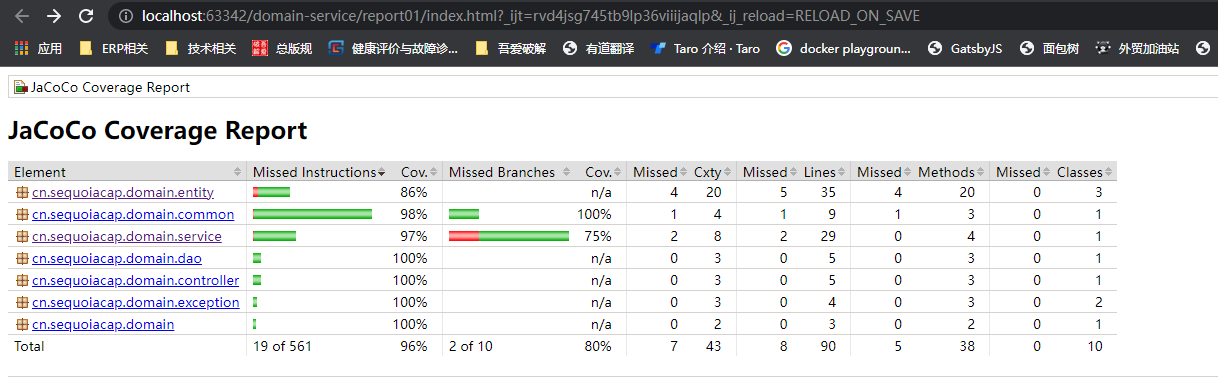 localhost:63342/domain-service/report01/index.html?_ijt=rvd4jsg745tb9lp36viiijaqlp&_ij_reload=RELOAD_ON_SAVE
应用 ERP相关 技术相关 总版规 健康评价与故障诊... 吾爱破解 有道翻译 Taro 介绍 · Taro docker playgroun... GatsbyJS 面包树 外贸加油站
JaCoCo Coverage Report
JaCoCo Coverage Report
Element Missed Instructions Cov. Missed Branches Cov. Missed Cxty Missed Lines Missed Methods Missed Classes
cn.sequoiacap.domain.entity 86% n/a 4 20 5 35 4 20 0 3
cn.sequoiacap.domain.common 98% 100% 1 4 1 9 1 3 0 1
cn.sequoiacap.domain.service 97% 75% 2 8 2 29 0 4 0 1
cn.sequoiacap.domain.dao 100% n/a 0 3 0 5 0 3 0 1
cn.sequoiacap.domain.controller 100% n/a 0 3 0 5 0 3 0 1
cn.sequoiacap.domain.exception 100% n/a 0 3 0 4 0 3 0 2
cn.sequoiacap.domain 100% n/a 0 2 0 3 0 2 0 1
Total 19 of 561 96% 2 of 10 80% 7 43 8 90 5 38 0 10